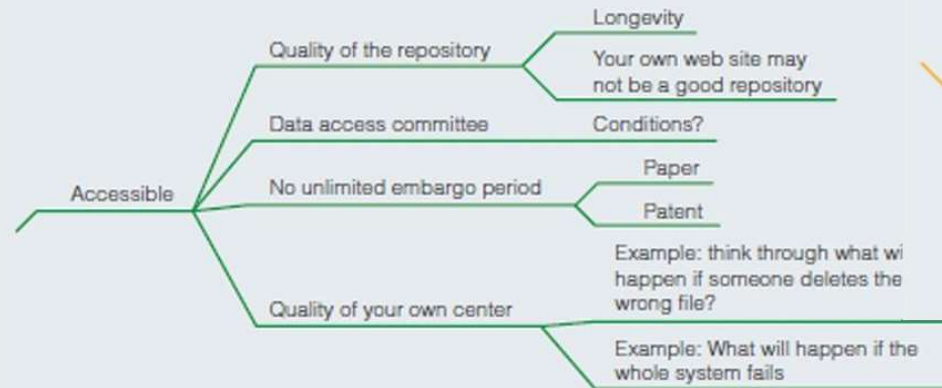 Longevity
Quality of the repository
Your own web site may
not be a good repository
Data access committee
Conditions?
Paper
No unlimited embargo period
Accessible
Patent
Example: think through what wi
happen if someone deletes the
wrong file?
Quality of your own center
Example: What will happen if the
whole system fails